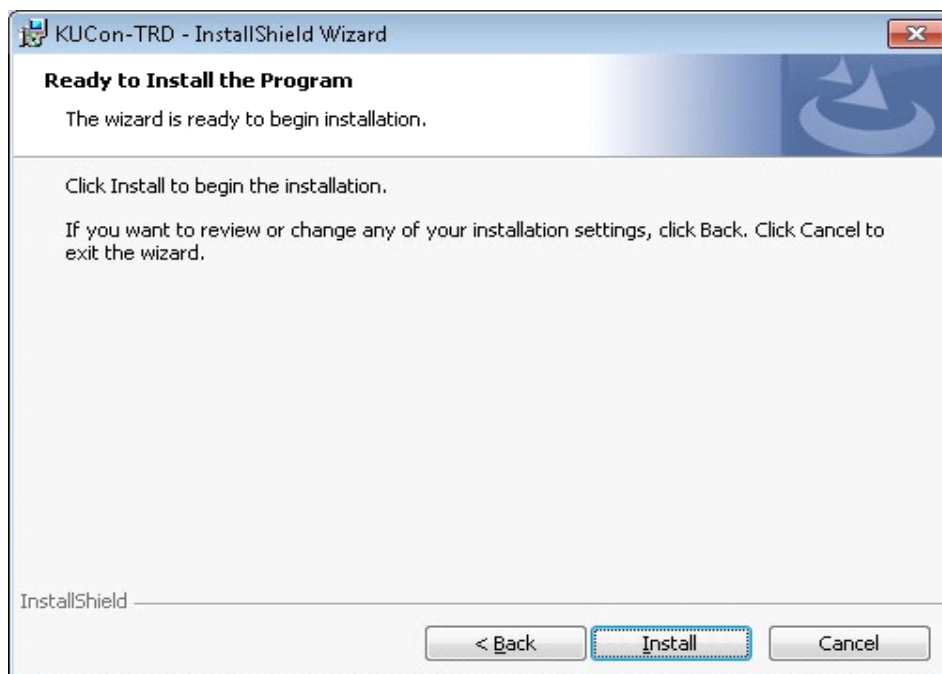 KUCon-TRD - InstallShield Wizard
Ready to Install the Program
The wizard is ready to begin installation.
Click Install to begin the installation.
If you want to review or change any of your installation settings, click Back. Click Cancel to
exit the wizard.
InstallShield
< Back
Install
Cancel